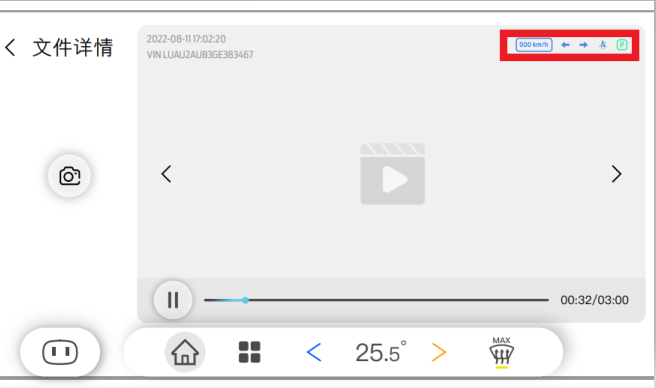 文件详情
2022-08-11 17:02:20
VIN LUAU2AUB3GE383467
000 km/h
P
00:32/03:00
25.5°
MAX